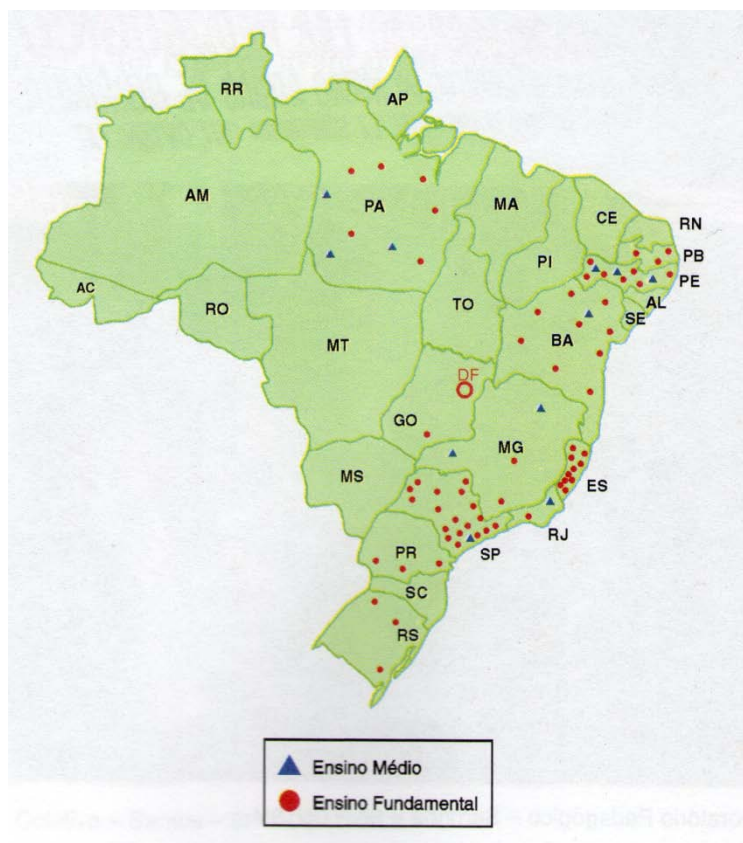 RR
AP
AM
PA
MA
CE
RN
PB
PI
PE
AC
AL
TO
RO
SE
BA
MT
DF
GO
MG
MS
ES
RJ
PR
SP
SC
RS
Ensino Médio
Ensino Fundamental